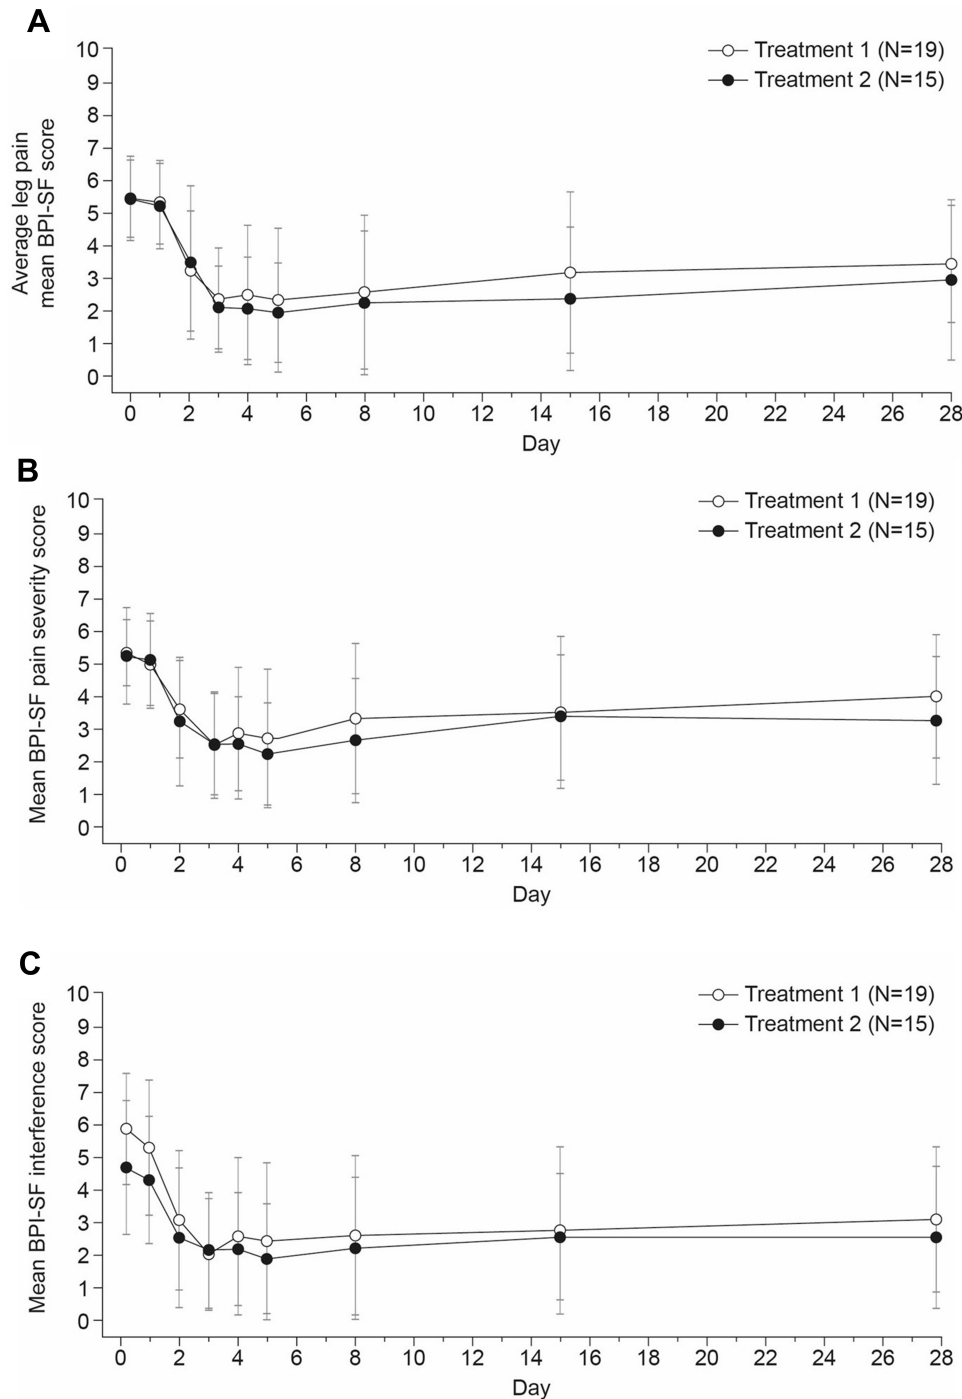 A
Treatment 1 (N=19)
Treatment 2 (N=15)
Average leg pain
mean BPI-SF score
10
9
8
7
6
5
4
3
2
1
0
0 2 4 6 8 10 12 14 16 18 20 22 24 26 28
Day
B
Treatment 1 (N=19)
Treatment 2 (N=15)
Mean BPI-SF pain severity score
10
9
8
7
6
5
4
3
2
1
0
0 2 4 6 8 10 12 14 16 18 20 22 24 26 28
Day
C
Treatment 1 (N=19)
Treatment 2 (N=15)
Mean BPI-SF interference score
10
9
8
7
6
5
4
3
2
1
0
0 2 4 6 8 10 12 14 16 18 20 22 24 26 28
Day